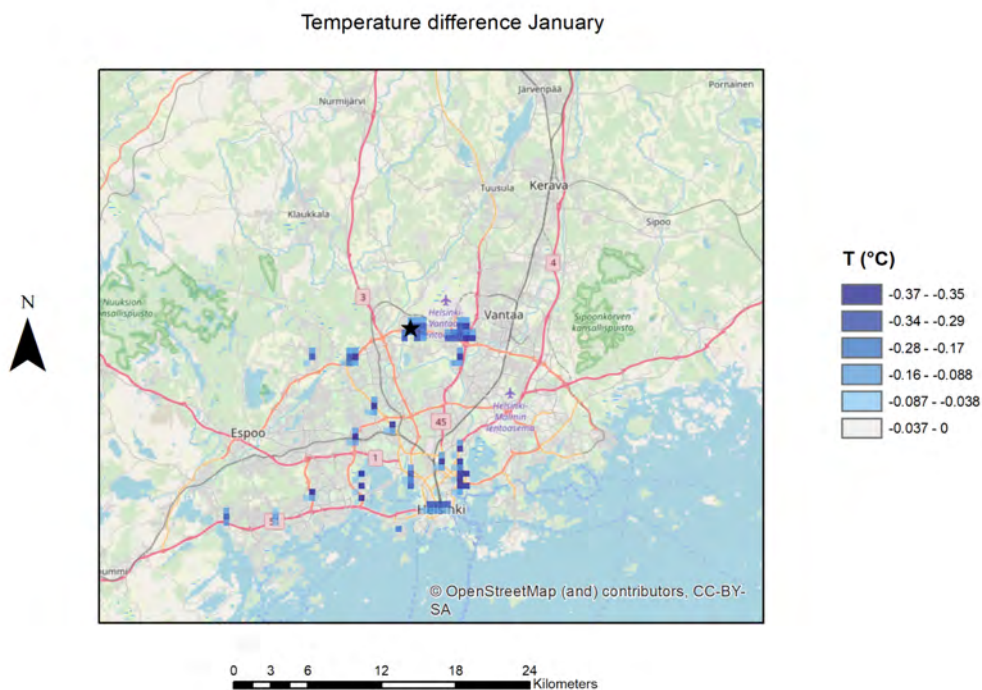 Temperature difference January
Pornainen
Järvenpää
Nurmijärvi
Tuusula
Kerava
Klaukkala
Sipoo
4
3
Nuuksion
kansallispuisto
Helsinki-
Vantaa
Vantaa
Sipoonkorven
kansallispuisto
Helsinki-
Malmin
lentoasema
45
Espoo
1
Helsinki
© OpenStreetMap (and) contributors, CC-BY-
SA
N
T (°C)
-0.37 - -0.35
-0.34 - -0.29
-0.28 - -0.17
-0.16 - -0.088
-0.087 - -0.038
-0.037 - 0
0 3 6 12 18 24
Kilometers